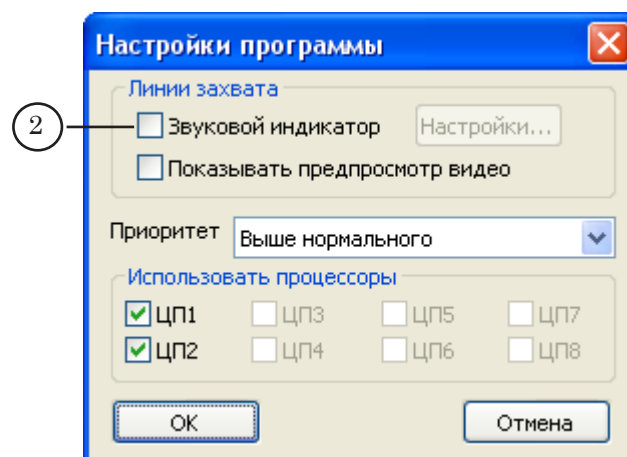 Настройки программы
Линии захвата
2
Звуковой индикатор Настройки...
Показывать предпросмотр видео
Приоритет Выше нормального
Использовать процессоры
ЦП1 ЦП3 ЦП5 ЦП7
ЦП2 ЦП4 ЦП6 ЦП8
ОК Отмена